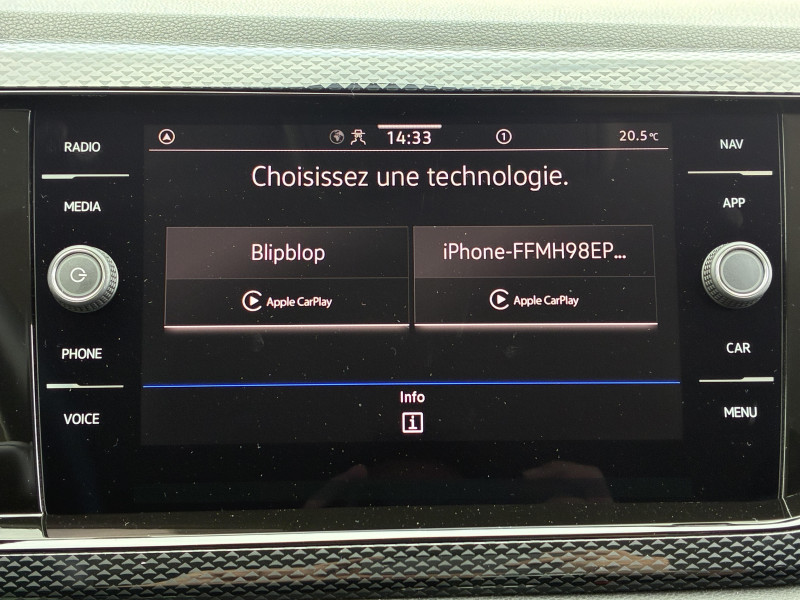 RADIO
MEDIA
PHONE
VOICE
14:33
1
20.5°C
Choisissez une technologie.
Blipblop
Apple CarPlay
iPhone-FFMH98EP...
Apple CarPlay
Info
i
NAV
APP
CAR
MENU